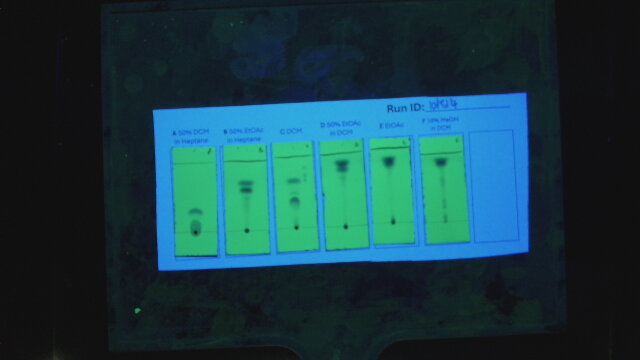 Run ID:
A 50% DCM
in Heptane
B 50% EtOAc
in Heptane
C DCM
D 50% EtOAc
in DCM
E EtOAc
F 10% MeOH
in DCM